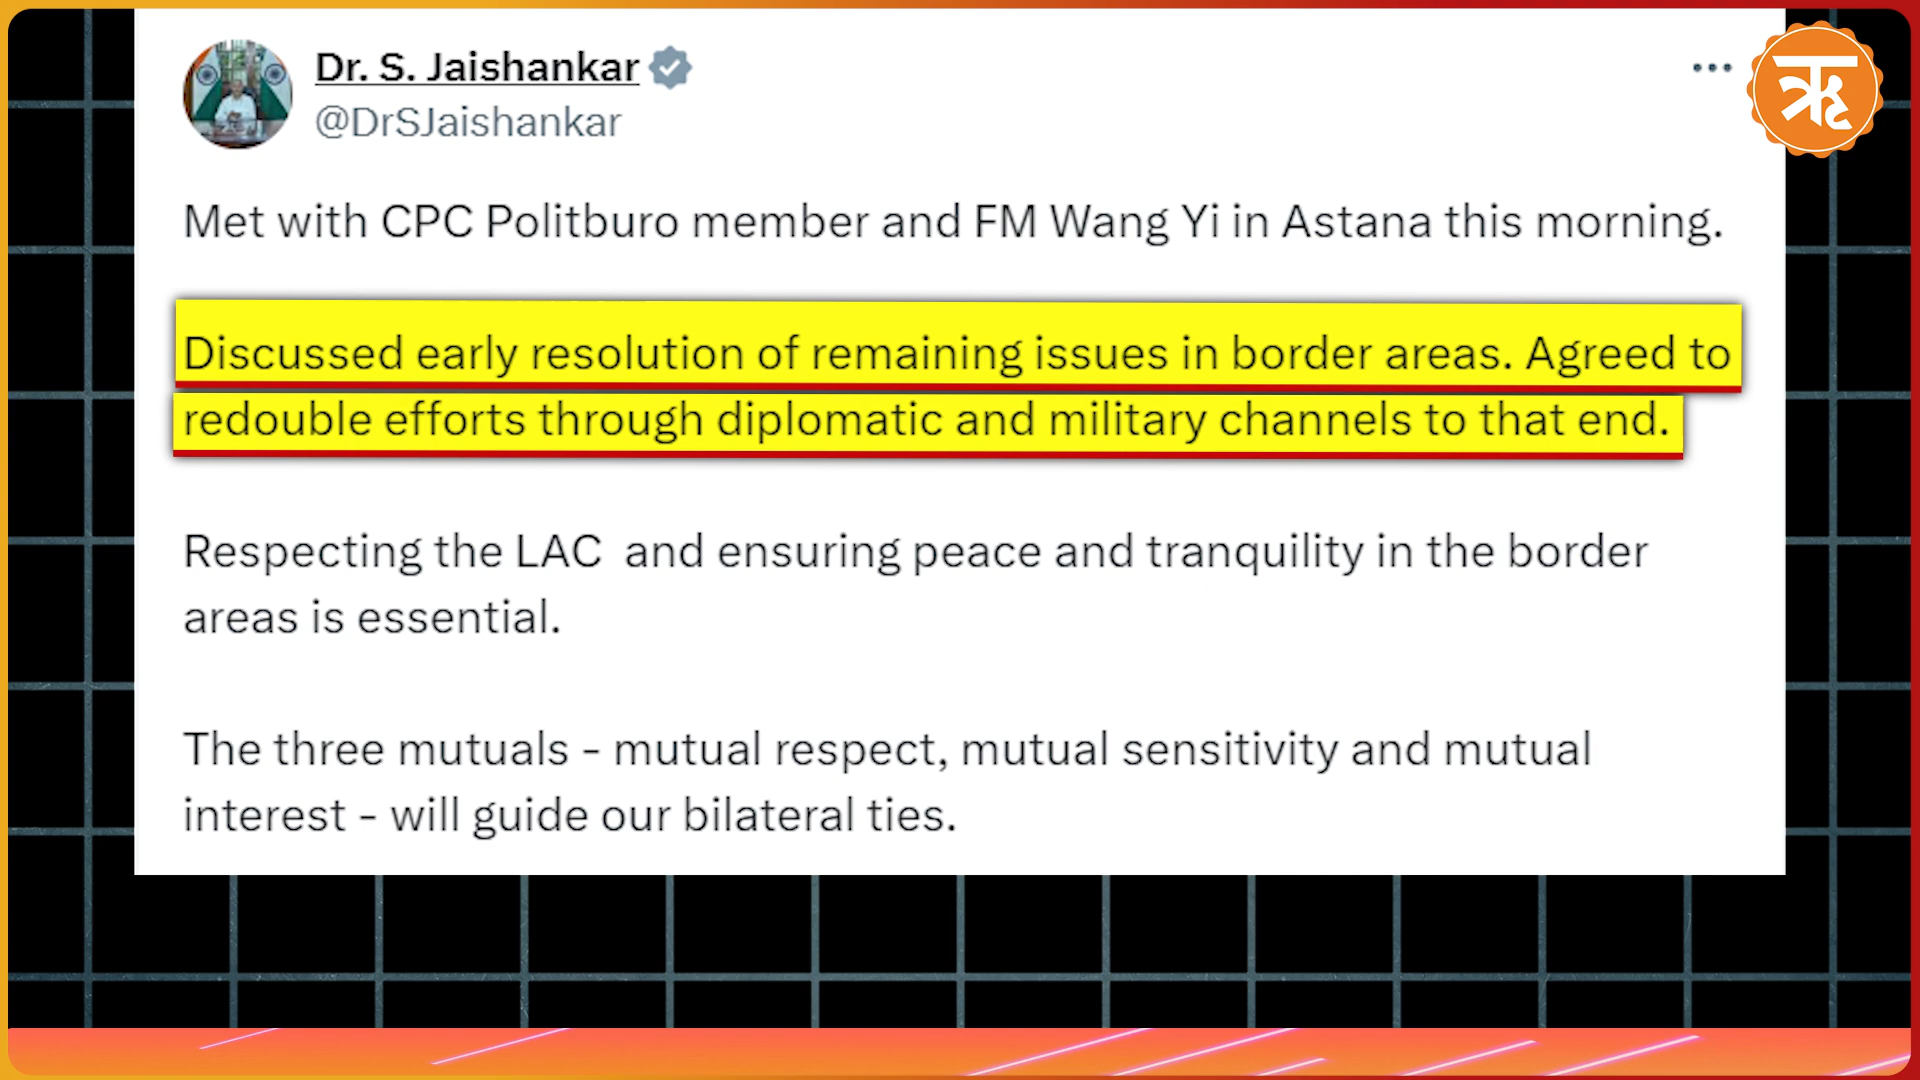 Dr. S. Jaishankar
ऋ
@DrSJaishankar
Met with CPC Politburo member and FM Wang Yi in Astana this morning.
Discussed early resolution of remaining issues in border areas. Agreed to
redouble efforts through diplomatic and military channels to that end.
Respecting the LAC  and ensuring peace and tranquility in the border
areas is essential.
The three mutuals - mutual respect, mutual sensitivity and mutual
interest - will guide our bilateral ties.